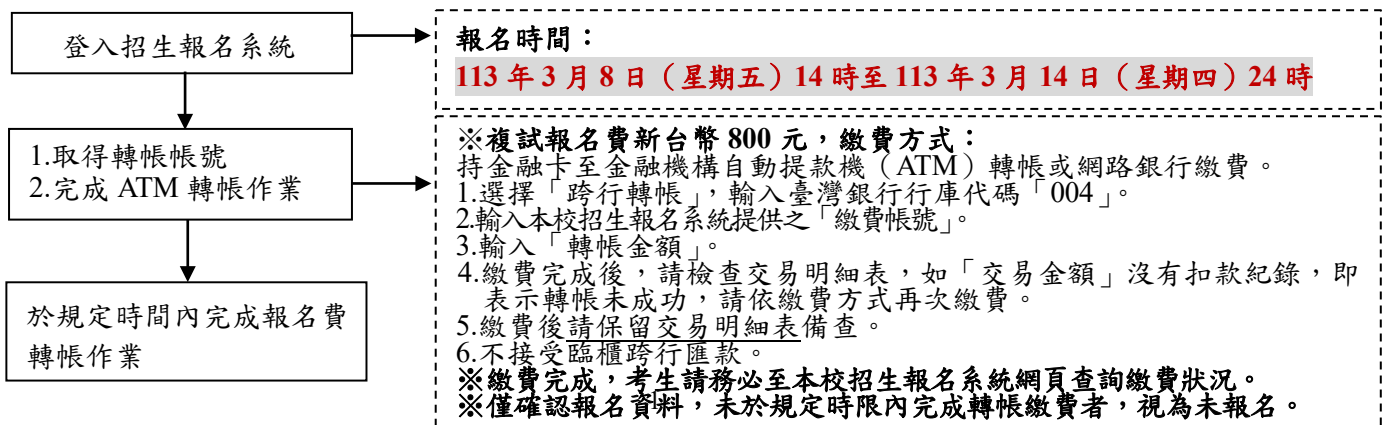 登入招生報名系統
報名時間：
113 年 3 月 8 日（星期五）14 時至 113 年 3 月 14 日（星期四）24 時
1.取得轉帳帳號
2.完成 ATM 轉帳作業
※複試報名費新台幣 800 元，繳費方式：
持金融卡至金融機構自動提款機（ATM）轉帳或網路銀行繳費。
1.選擇「跨行轉帳」，輸入臺灣銀行行庫代碼「004」。
2.輸入本校招生報名系統提供之「繳費帳號」。
3.輸入「轉帳金額」。
4.繳費完成後，請檢查交易明細表，如「交易金額」沒有扣款紀錄，即
表示轉帳未成功，請依繳費方式再次繳費。
5.繳費後請保留交易明細表備查。
6.不接受臨櫃跨行匯款。
※繳費完成，考生請務必至本校招生報名系統網頁查詢繳費狀況。
※僅確認報名資料，未於規定時限內完成轉帳繳費者，視為未報名。
於規定時間內完成報名費
轉帳作業